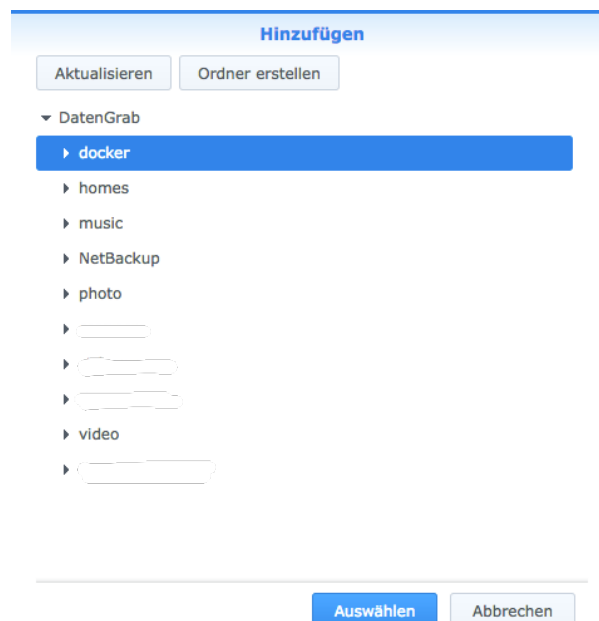 Hinzufügen
Aktualisieren Ordner erstellen
DatenGrab
docker
homes
music
NetBackup
photo
video
Auswählen Abbrechen